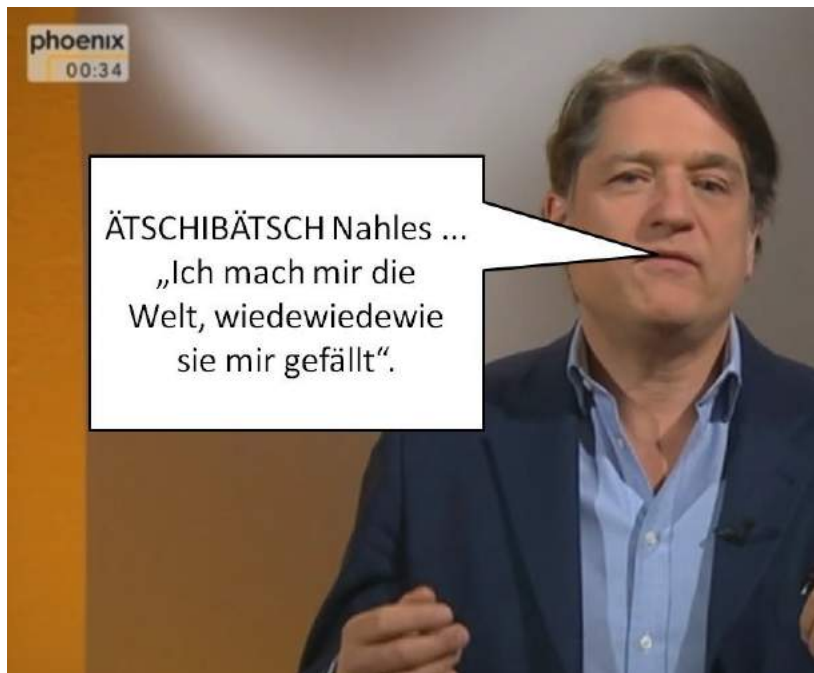 phoenix
00:34
ÄTSCHIBÄTSCH Nahles ...
„Ich mach mir die
Welt, wiedewiedewie
sie mir gefällt“.